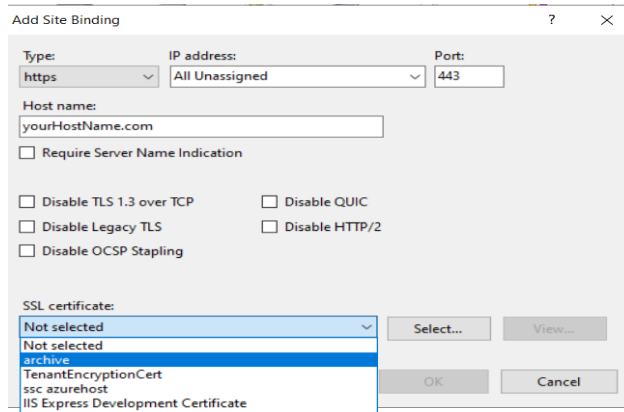 Add Site Binding
?
Type: IP address: Port:
https All Unassigned 443
Host name:
yourHostName.com
Require Server Name Indication
Disable TLS 1.3 over TCP Disable QUIC
Disable Legacy TLS Disable HTTP/2
Disable OCSP Stapling
SSL certificate:
Not selected Select... View...
Not selected
archive
TenantEncryptionCert
ssc azurehost OK Cancel
IIS Express Development Certificate